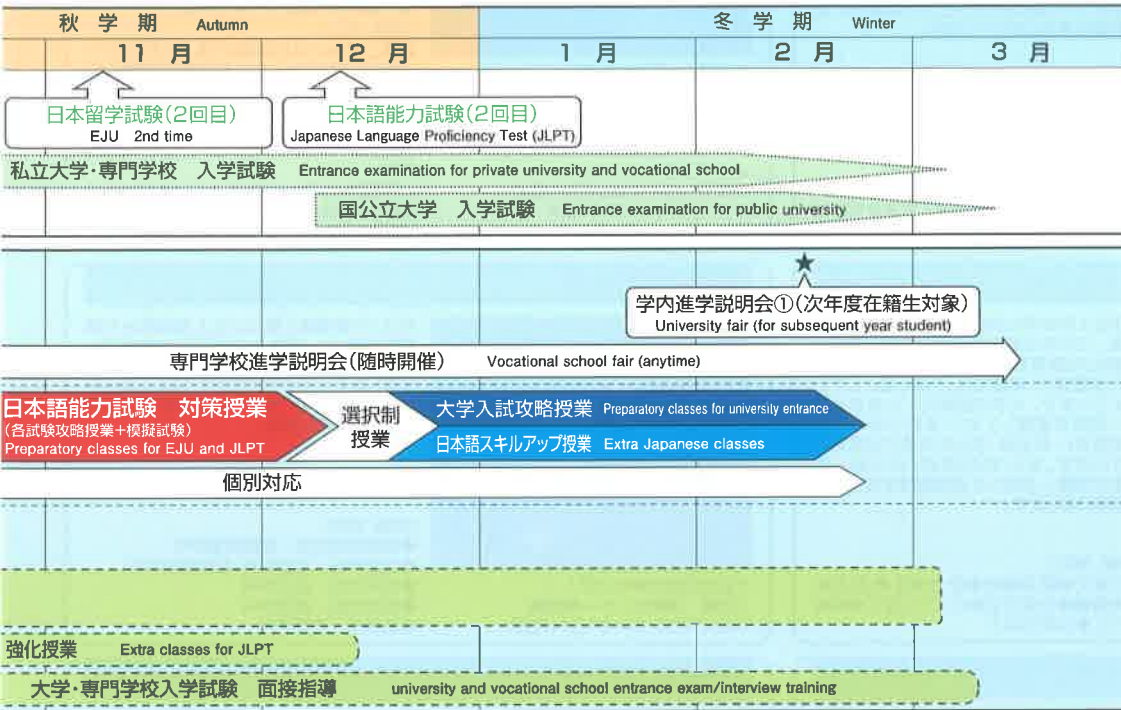 秋 学 期 Autumn
冬 学 期 Winter
11 月
12 月
1 月
2 月
3 月
日本留学試験(2回目)
EJU 2nd time
日本語能力試験(2回目)
Japanese Language Proficiency Test (JLPT)
私立大学・専門学校 入学試験 Entrance examination for private university and vocational school
国公立大学 入学試験 Entrance examination for public university
★
学内進学説明会①(次年度在籍生対象)
University fair (for subsequent year student)
専門学校進学説明会(随時開催) Vocational school fair (anytime)
日本語能力試験 対策授業
(各試験攻略授業+模擬試験)
Preparatory classes for EJU and JLPT
選択制
授業
大学入試攻略授業 Preparatory classes for university entrance
日本語スキルアップ授業 Extra Japanese classes
個別対応
強化授業 Extra classes for JLPT
大学・専門学校入学試験 面接指導 university and vocational school entrance exam/interview training